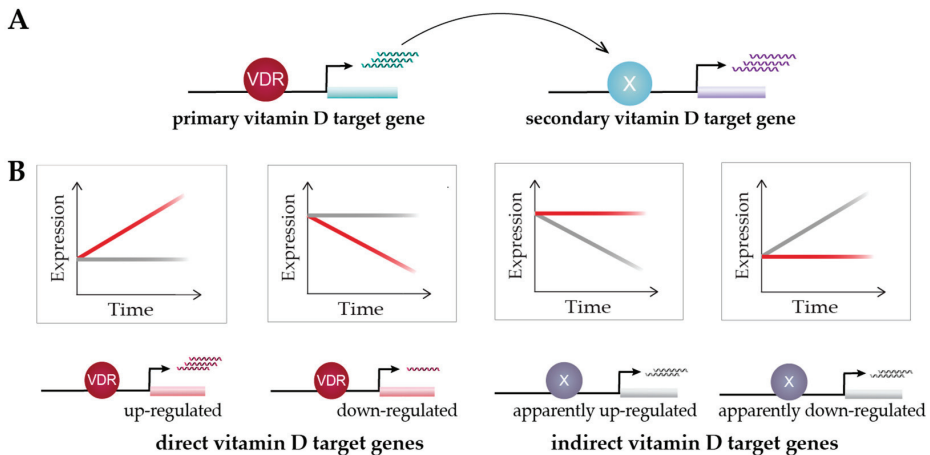 A
VDR
X
primary vitamin D target gene
secondary vitamin D target gene
B
Expression
Time
Expression
Time
Expression
Time
Expression
Time
VDR
up-regulated
VDR
down-regulated
X
apparently up-regulated
X
apparently down-regulated
direct vitamin D target genes
indirect vitamin D target genes